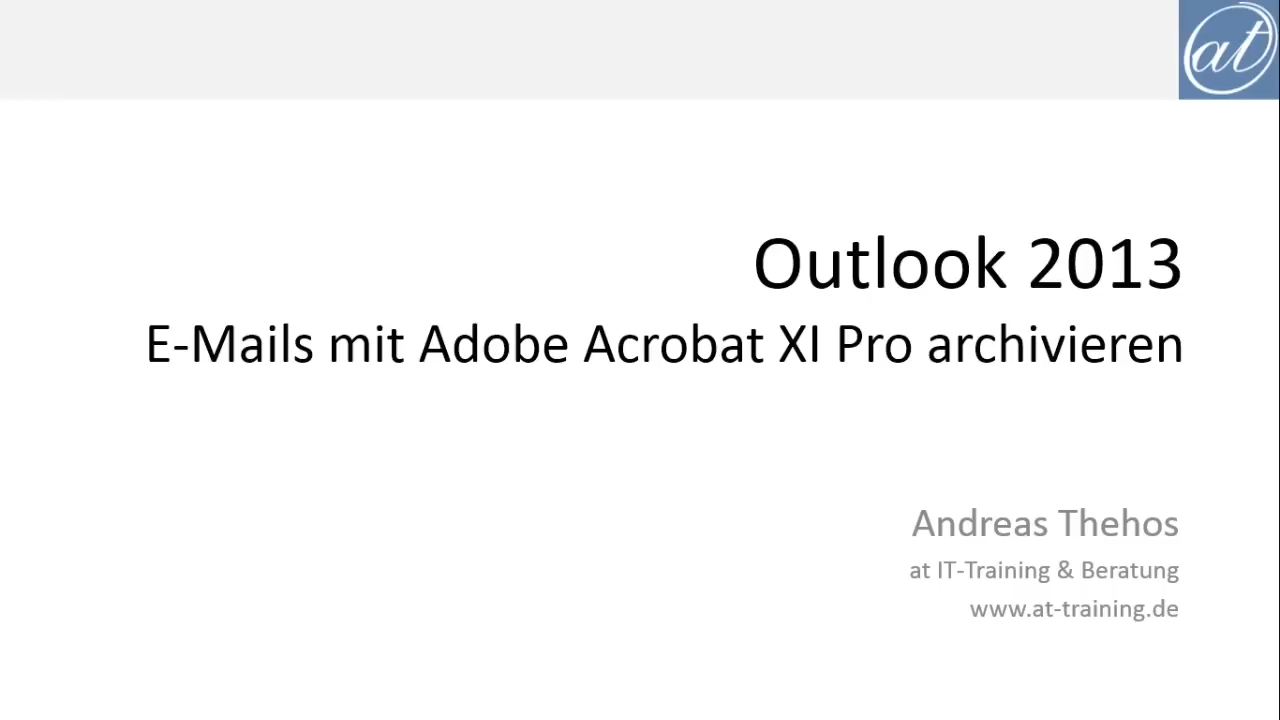 at
Outlook 2013
E-Mails mit Adobe Acrobat XI Pro archivieren
Andreas Thehos
at IT-Training & Beratung
www.at-training.de